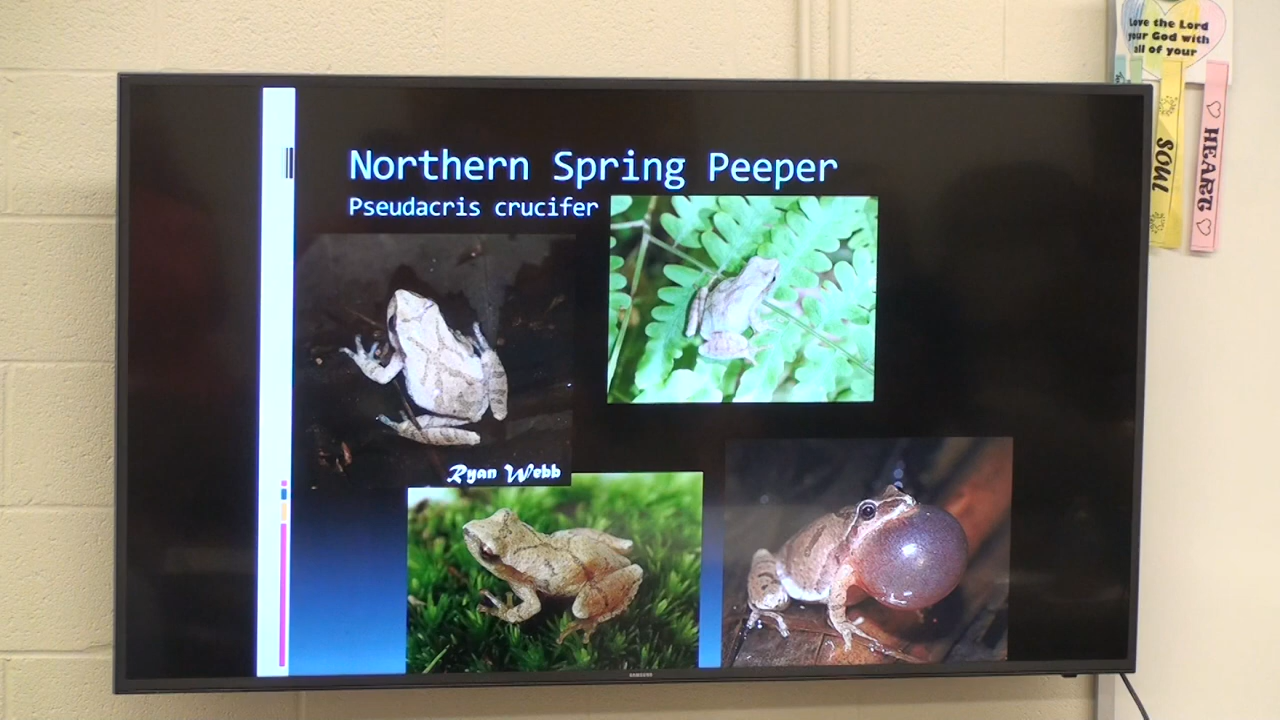 Northern Spring Peeper
Pseudacris crucifer
Ryan Webb
SAMSUNG
Love the Lord
your God with
all of your
SOUL
HEART